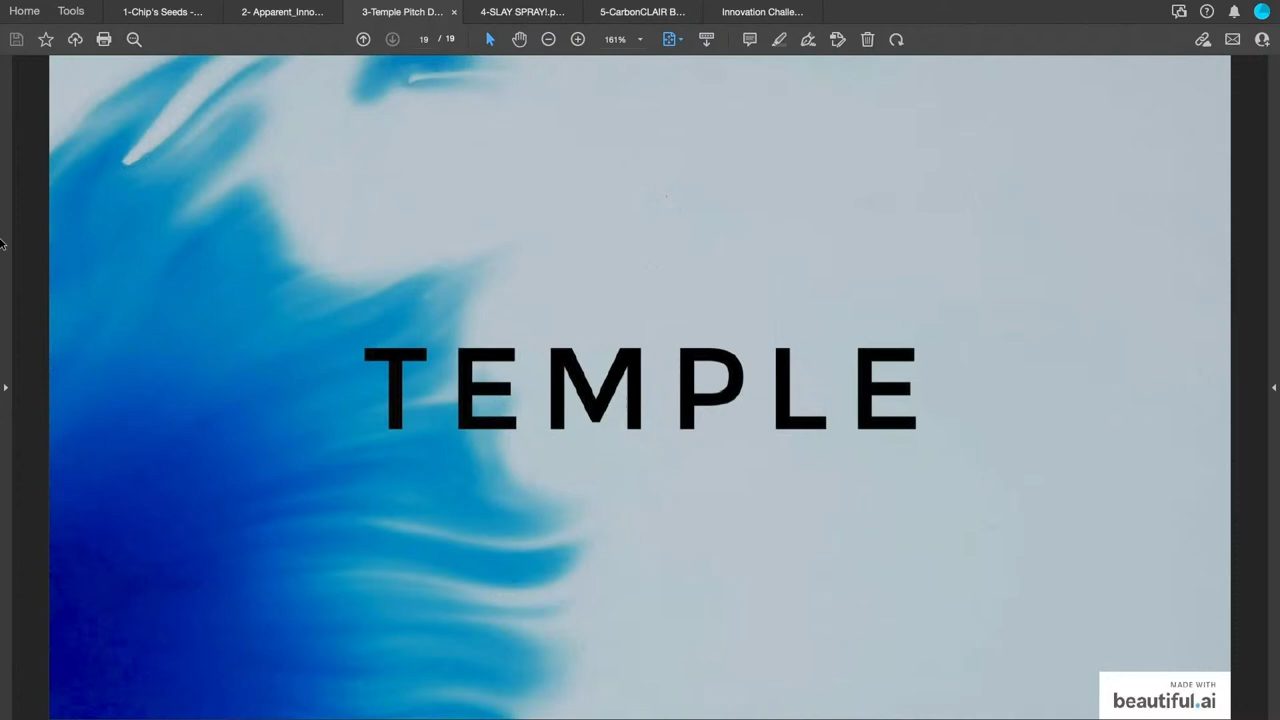 Home Tools 1-Chip's Seeds -... 2- Apparent_Inno... 3-Temple Pitch D... × 4-SLAY SPRAY!.p... 5-CarbonCLAIR B... Innovation Challe...
19 / 19 161%
TEMPLE
MADE WITH
beautiful.ai